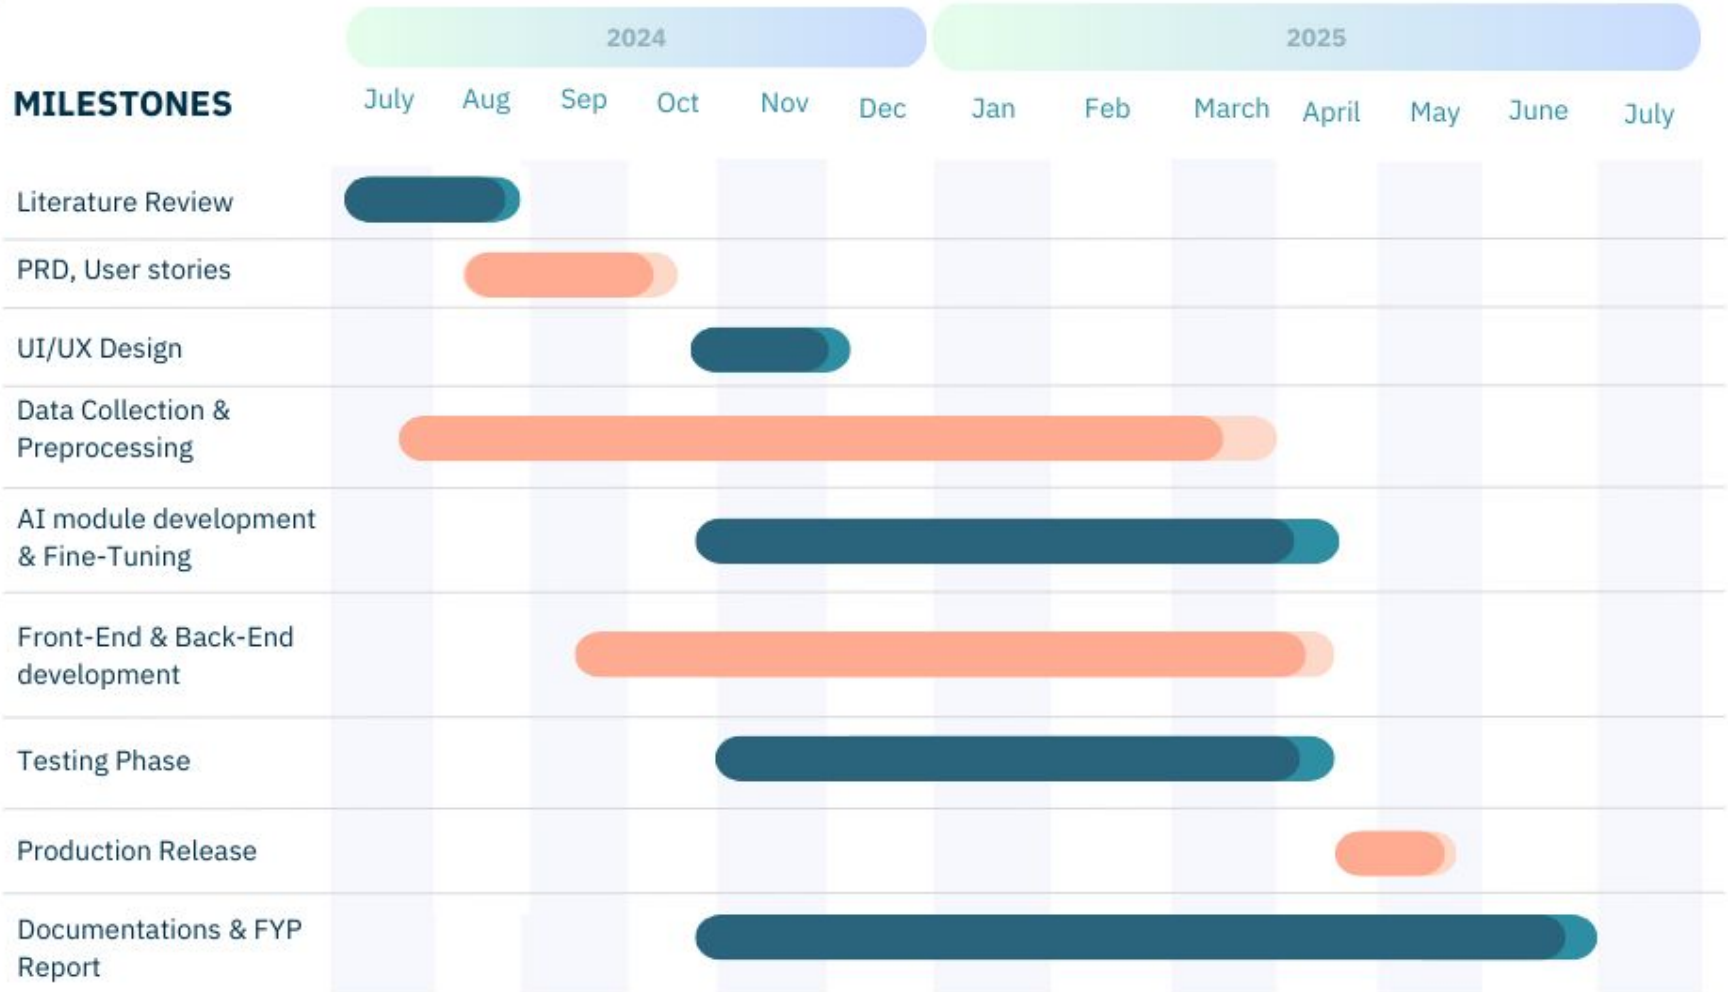 2024 2025
MILESTONES July Aug Sep Oct Nov Dec Jan Feb March April May June July
Literature Review
PRD, User stories
UI/UX Design
Data Collection &
Preprocessing
AI module development
& Fine-Tuning
Front-End & Back-End
development
Testing Phase
Production Release
Documentations & FYP
Report